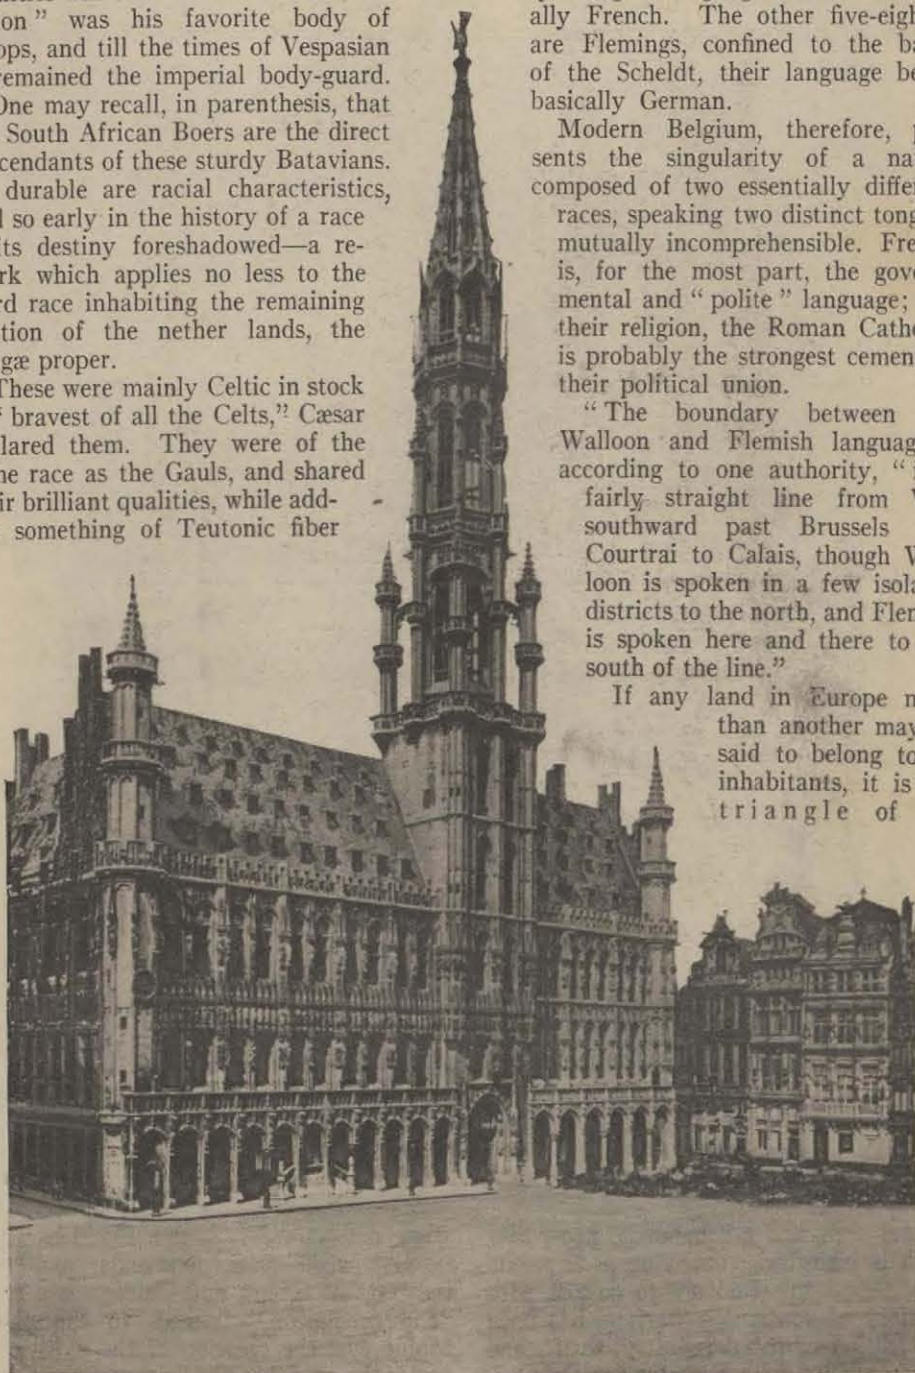 on" was his favorite body of
ops, and till the times of Vespasian
remained the imperial body-guard.
One may recall, in parenthesis, that
South African Boers are the direct
cendants of these sturdy Batavians.
durable are racial characteristics,
l so early in the history of a race
its destiny foreshadowed—a re-
rk which applies no less to the
rd race inhabiting the remaining
tion of the nether lands, the
gæ proper.
These were mainly Celtic in stock
" bravest of all the Celts," Cæsar
lared them. They were of the
ne race as the Gauls, and shared
ir brilliant qualities, while add-
something of Teutonic fiber
ally French. The other five-eigh
are Flemings, confined to the ba
of the Scheldt, their language be
basically German.
Modern Belgium, therefore, p
sents the singularity of a na
composed of two essentially differ
races, speaking two distinct tong
mutually incomprehensible. Fre
is, for the most part, the gove
mental and " polite " language;
their religion, the Roman Catho
is probably the strongest cemen
their political union.
" The boundary between
Walloon and Flemish languag
according to one authority, "
fairly straight line from
southward past Brussels
Courtrai to Calais, though W
loon is spoken in a few isola
districts to the north, and Flem
is spoken here and there to
south of the line."
If any land in Europe m
than another may
said to belong to
inhabitants, it is
triangle of